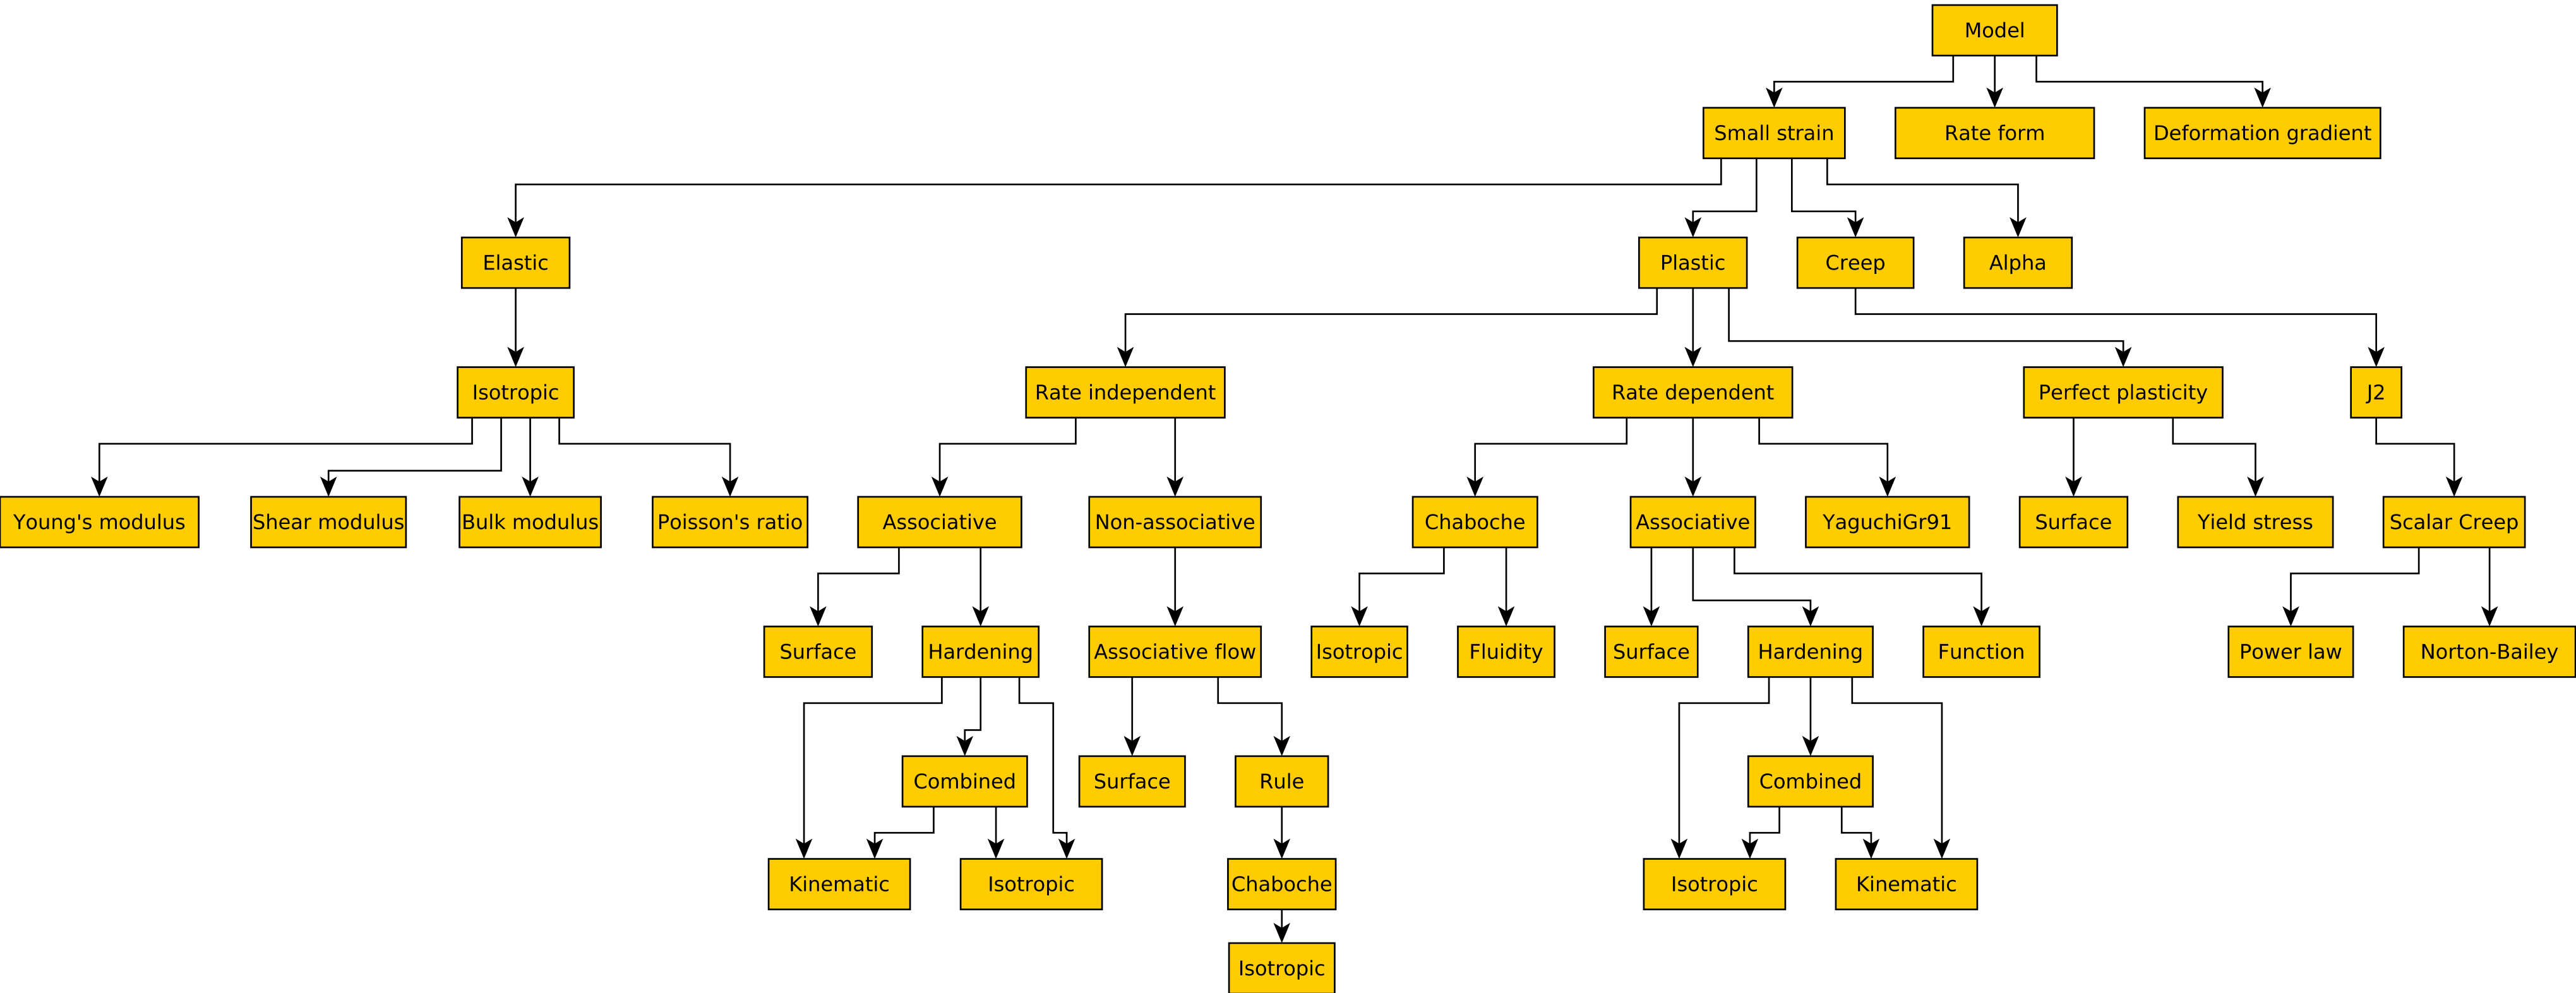 Model
Small strain
Rate form
Deformation gradient
Elastic
Plastic
Creep
Alpha
Isotropic
Rate independent
Rate dependent
Perfect plasticity
J2
Young's modulus
Shear modulus
Bulk modulus
Poisson's ratio
Associative
Non-associative
Chaboche
Associative
YaguchiGr91
Surface
Yield stress
Scalar Creep
Surface
Hardening
Associative flow
Isotropic
Fluidity
Surface
Hardening
Function
Power law
Norton-Bailey
Combined
Surface
Rule
Combined
Kinematic
Isotropic
Chaboche
Isotropic
Kinematic
Isotropic